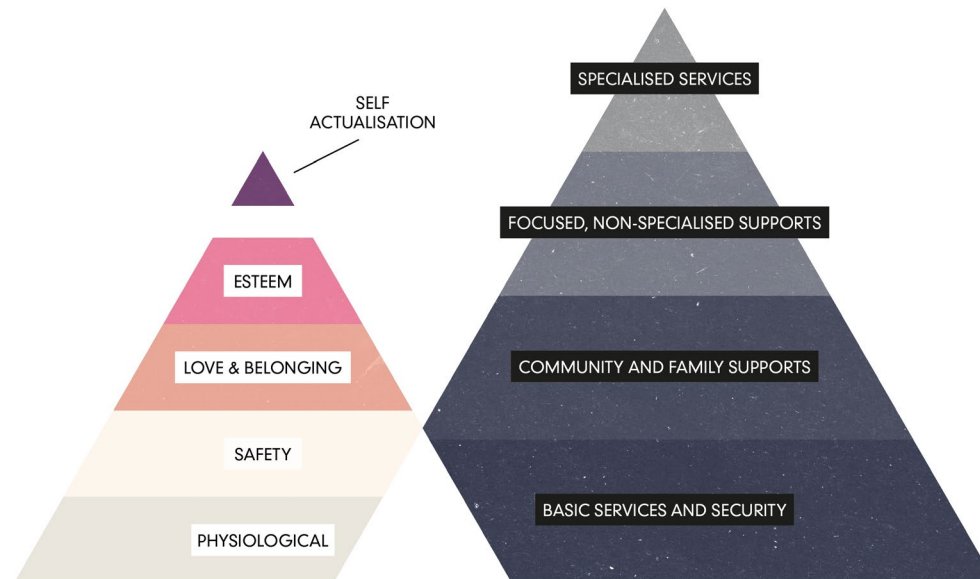 SELF
ACTUALISATION
ESTEEM
LOVE & BELONGING
SAFETY
PHYSIOLOGICAL
SPECIALISED SERVICES
FOCUSED, NON-SPECIALISED SUPPORTS
COMMUNITY AND FAMILY SUPPORTS
BASIC SERVICES AND SECURITY